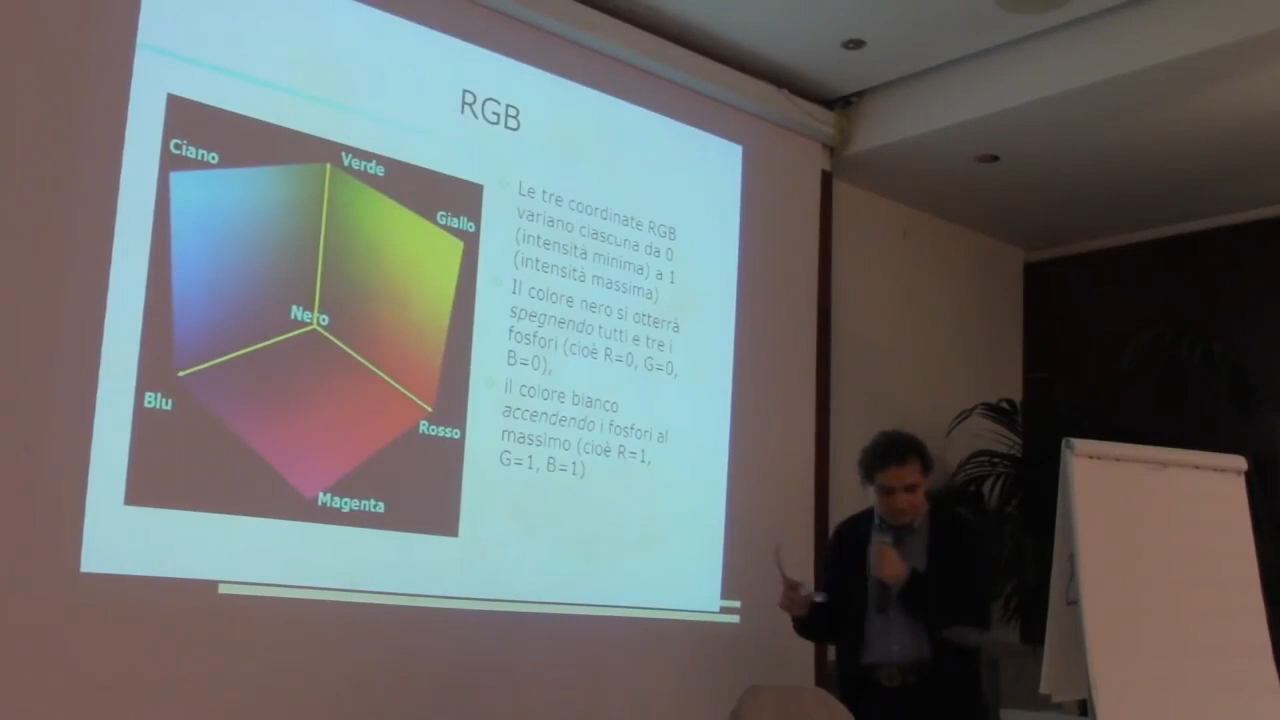 RGB
Ciano
Verde
Giallo
Nero
Blu
Rosso
Magenta
Le tre coordinate RGB
variano ciascuna da 0
(intensità minima) a 1
(intensità massima)
Il colore nero si otterrà
spegnendo tutti e tre i
fosfori (cioè R=0, G=0,
B=0),
il colore bianco
accendendo i fosfori al
massimo (cioè R=1,
G=1, B=1)